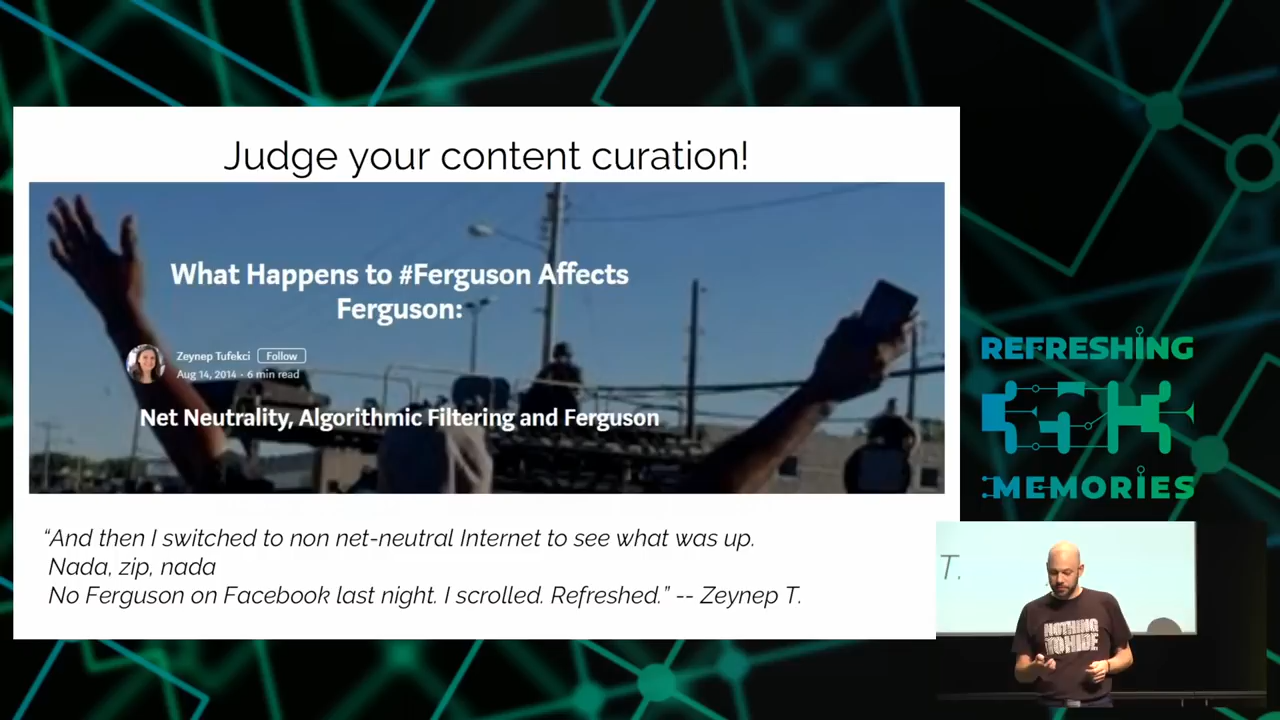 Judge your content curation!
What Happens to #Ferguson Affects
Ferguson:
Zeynep Tufekci Follow
Aug 14, 2014 · 6 min read
Net Neutrality, Algorithmic Filtering and Ferguson
“And then I switched to non net-neutral Internet to see what was up.
Nada, zip, nada
No Ferguson on Facebook last night. I scrolled. Refreshed.” -- Zeynep T.
REFRESHING
MEMORIES
T.
NOTHING
TO HIDE